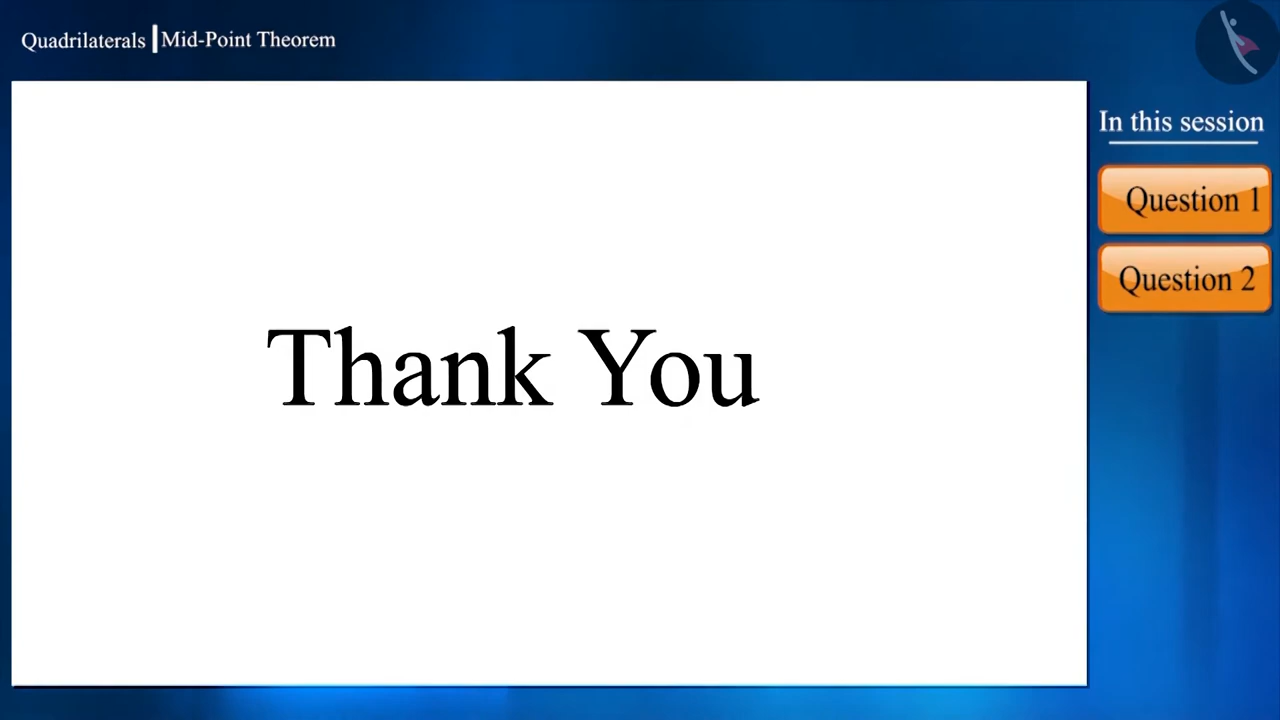 Quadrilaterals | Mid-Point Theorem
In this session
Question 1
Question 2
Thank You